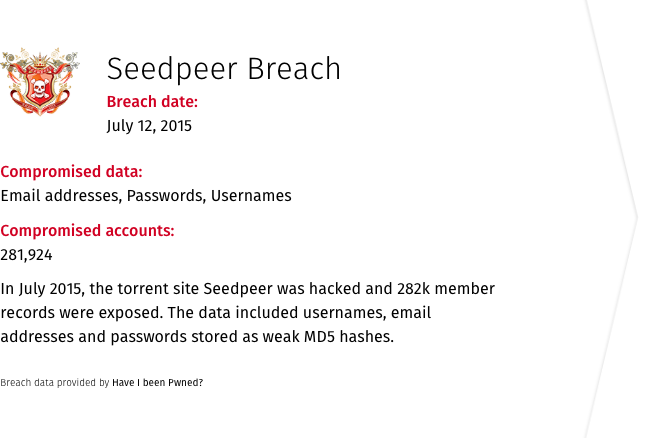 Seedpeer Breach
Breach date:
July 12, 2015
Compromised data:
Email addresses, Passwords, Usernames
Compromised accounts:
281,924
In July 2015, the torrent site Seedpeer was hacked and 282k member
records were exposed. The data included usernames, email
addresses and passwords stored as weak MD5 hashes.
Breach data provided by Have I been Pwned?